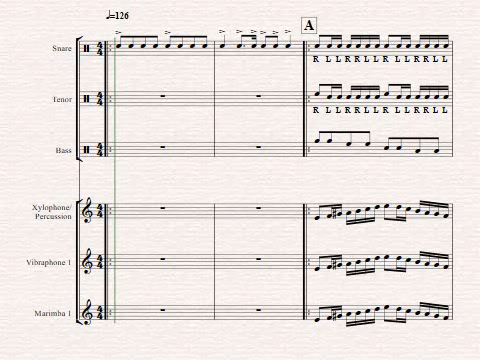 ♩=126
A
Snare
R L L R R L L R R L L
Tenor
R L L R L L R R L L
Bass
Xylophone/
Percussion
Vibraphone 1
Marimba 1